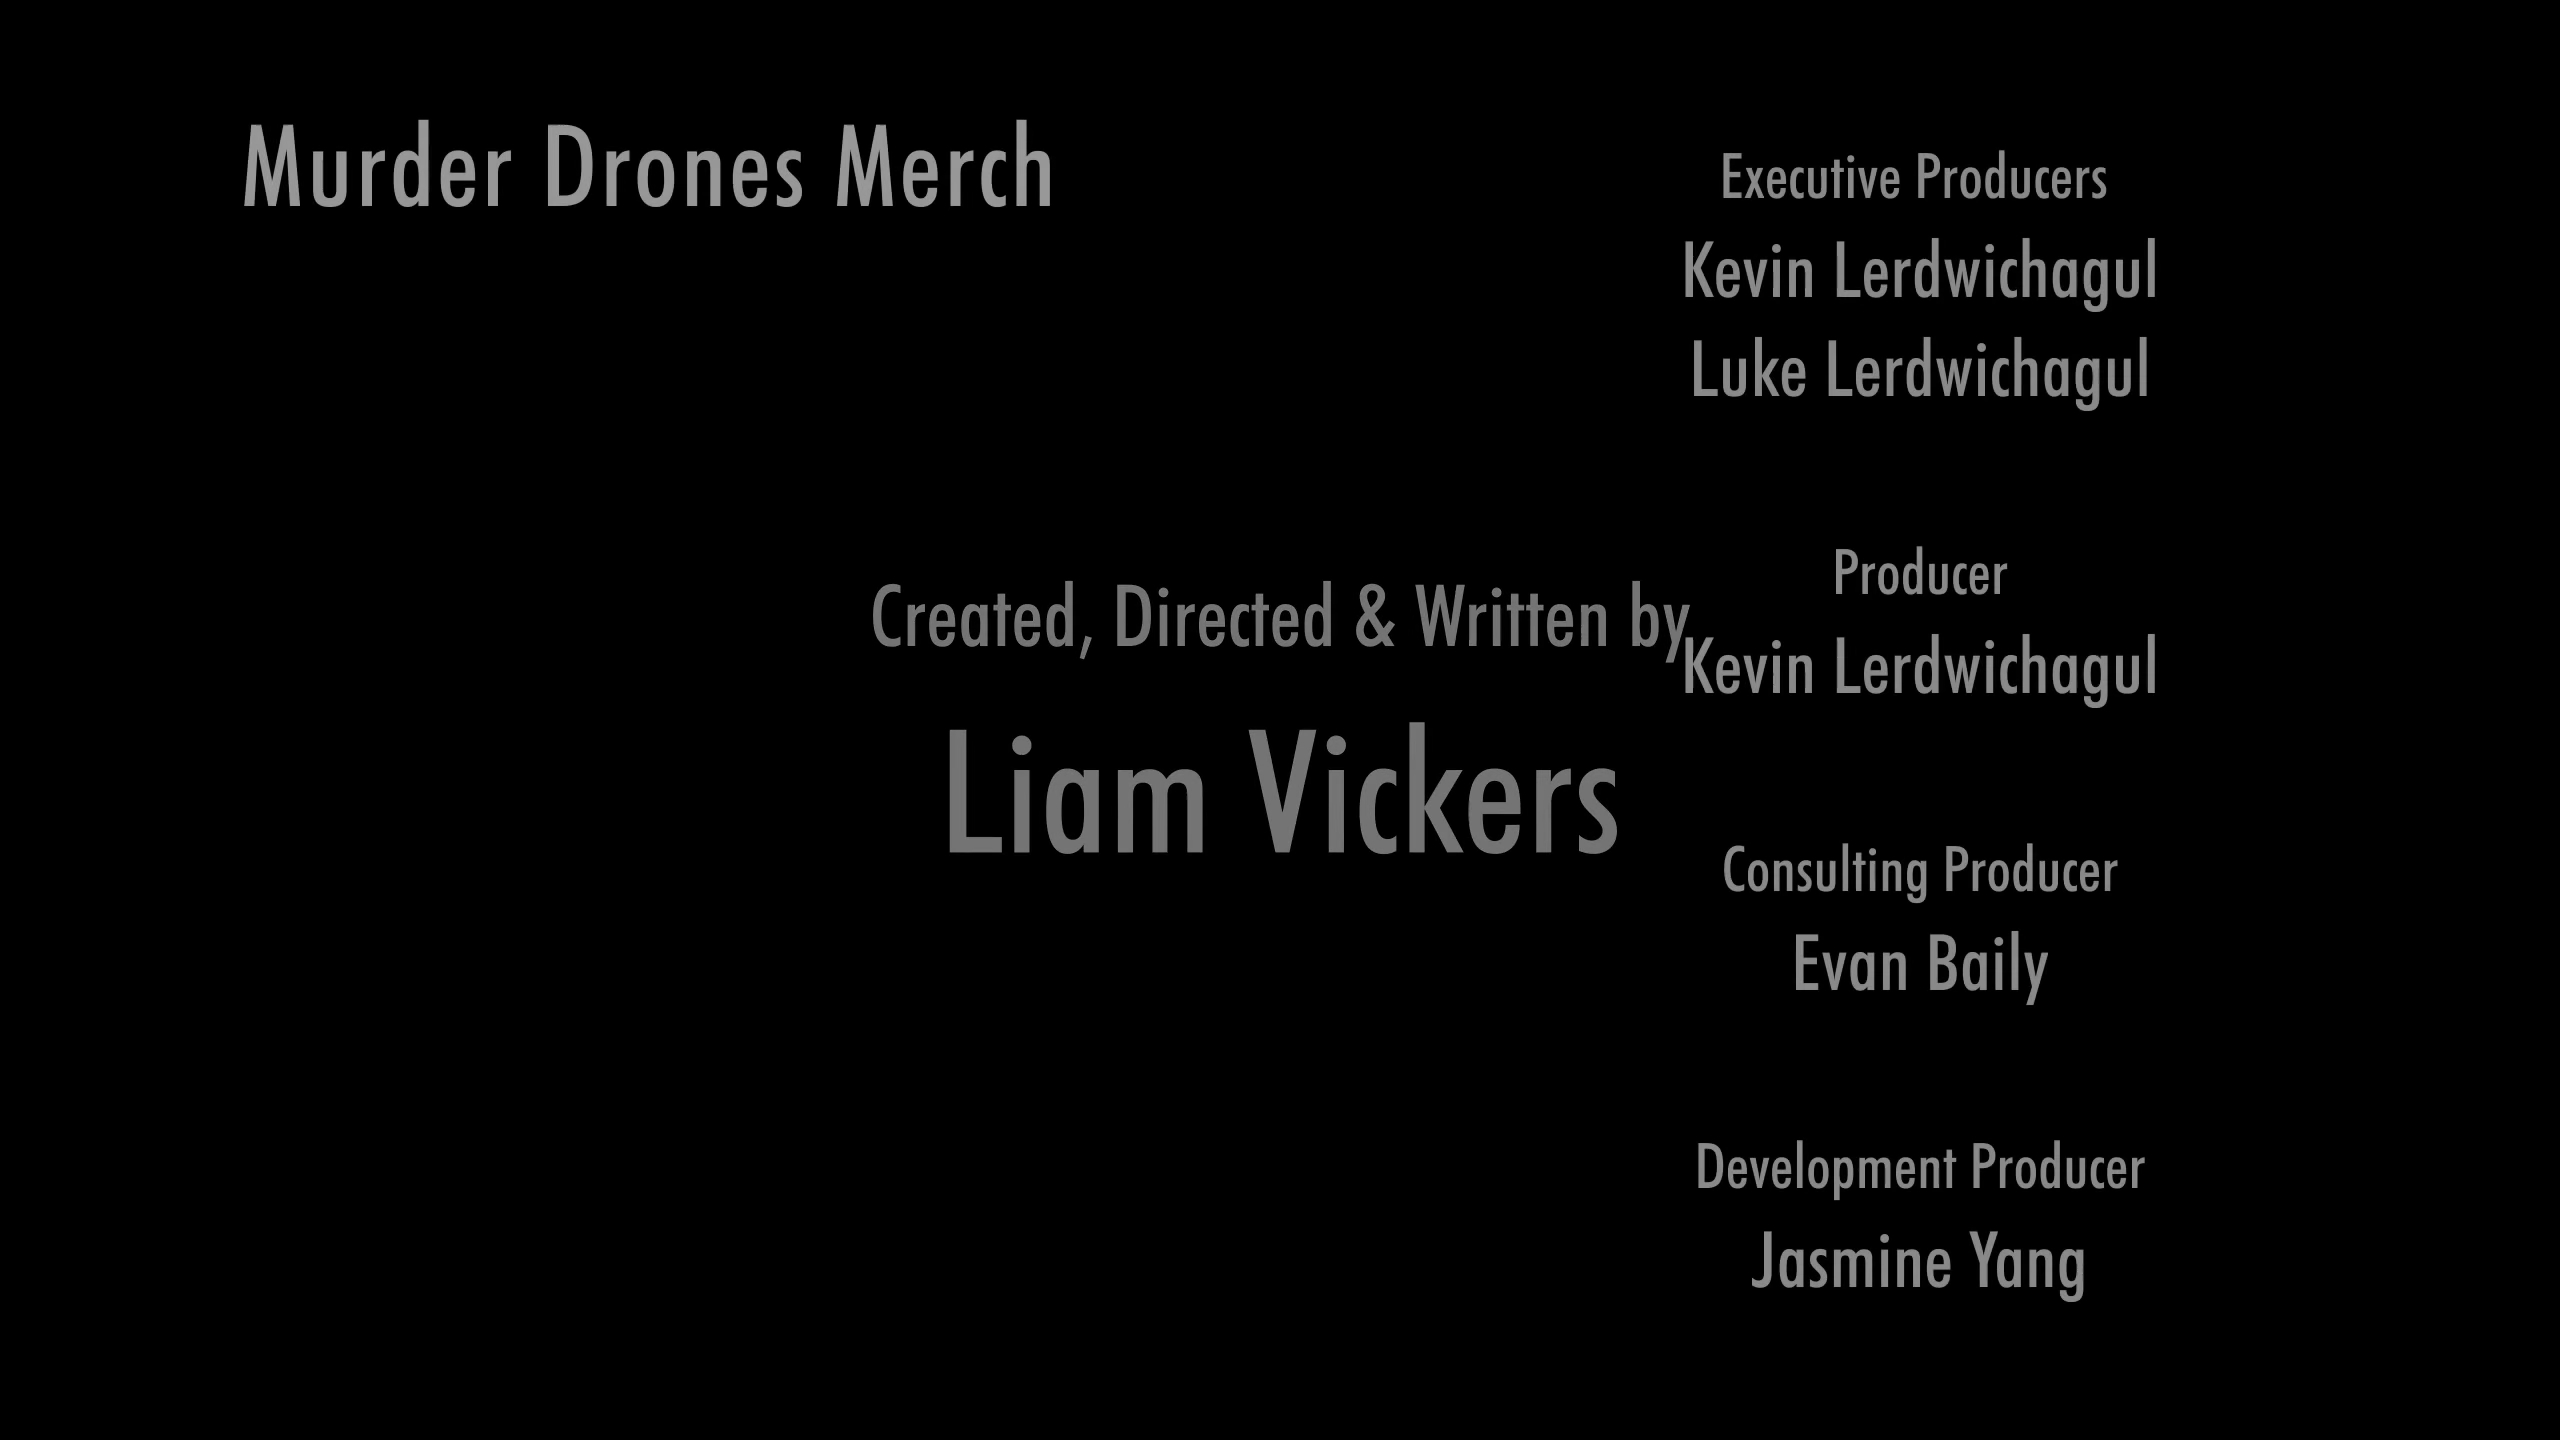 Murder Drones Merch
Created, Directed & Written by
Liam Vickers
Executive Producers
Kevin Lerdwichagul
Luke Lerdwichagul
Producer
Kevin Lerdwichagul
Consulting Producer
Evan Baily
Development Producer
Jasmine Yang